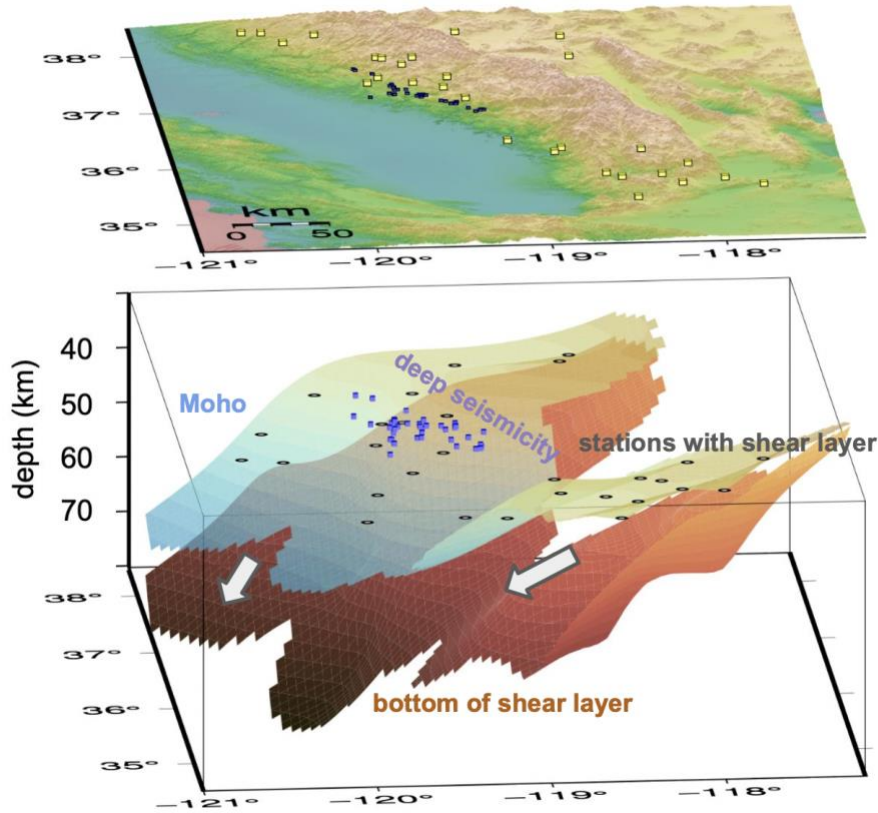 38°
37°
36°
35°
km
0 50
−121° −120° −119° −118°
depth (km)
40
50
60
70
Moho
deep seismicity
stations with shear layer
bottom of shear layer
38°
37°
36°
35°
−121° −120° −119° −118°